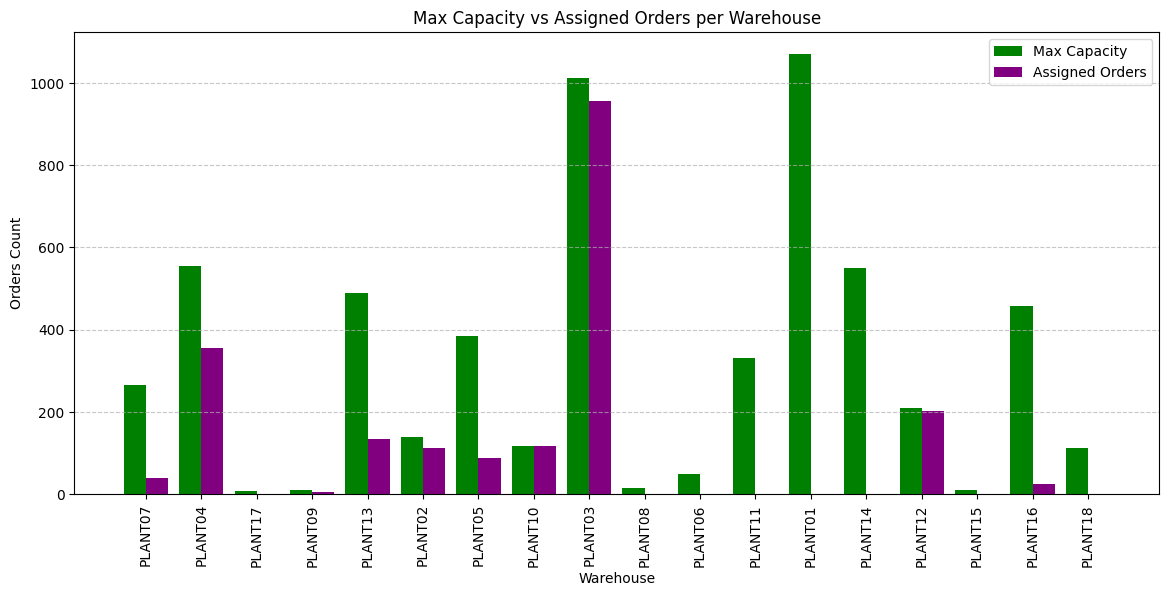 Max Capacity vs Assigned Orders per Warehouse
Max Capacity
Assigned Orders
Orders Count
1000
800
600
400
200
0
PLANT07
PLANT04
PLANT17
PLANT09
PLANT13
PLANT02
PLANT05
PLANT10
PLANT03
PLANT08
PLANT06
PLANT11
PLANT01
PLANT14
PLANT12
PLANT15
PLANT16
PLANT18
Warehouse